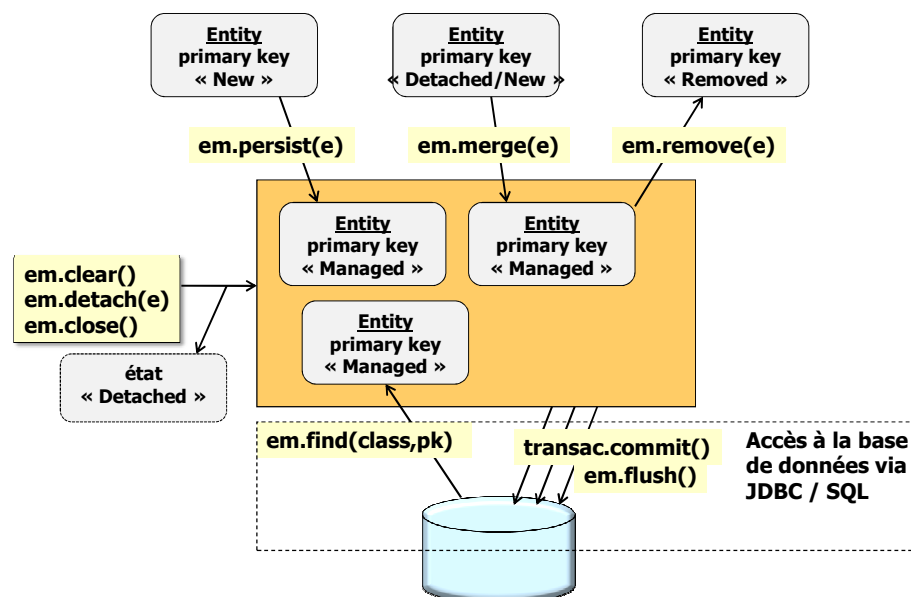 Entity
primary key
« New »
Entity
primary key
« Detached/New »
Entity
primary key
« Removed »
em.persist(e)
em.merge(e)
em.remove(e)
Entity
primary key
« Managed »
Entity
primary key
« Managed »
em.clear()
em.detach(e)
em.close()
Entity
primary key
« Managed »
état
« Detached »
em.find(class,pk)
transac.commit()
em.flush()
Accès à la base
de données via
JDBC / SQL